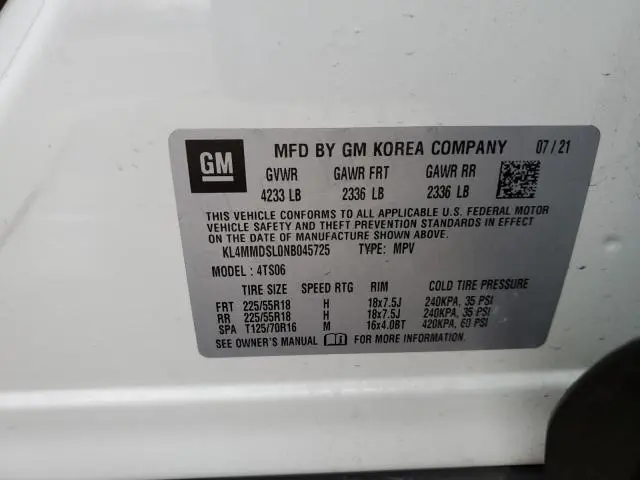 GM MFD BY GM KOREA COMPANY 07/21
GVWR GAWR FRT GAWR RR
4233 LB 2336 LB 2336 LB
THIS VEHICLE CONFORMS TO ALL APPLICABLE U.S. FEDERAL MOTOR
VEHICLE SAFETY, BUMPER, AND THEFT PREVENTION STANDARDS IN EFFECT
ON THE DATE OF MANUFACTURE SHOWN ABOVE.
KL4MMDSL0NB045725 TYPE: MPV
MODEL: 4TS06
TIRE SIZE SPEED RTG RIM COLD TIRE PRESSURE
FRT 225/55R18 H 18x7.5J 240KPA, 35 PSI
RR 225/55R18 H 18x7.5J 240KPA, 35 PSI
SPA T125/70R16 M 16x4.0BT 420KPA, 60 PSI
SEE OWNER'S MANUAL FOR MORE INFORMATION